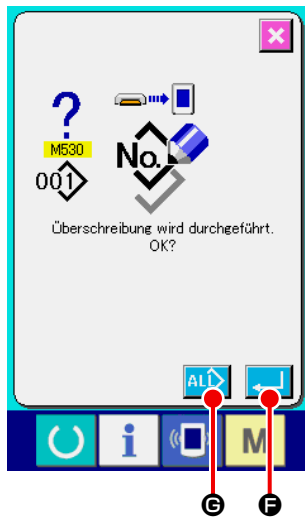 ?
M530
001
No.
Überschreibung wird durchgeführt.
OK?
ALL
i
M
G
F